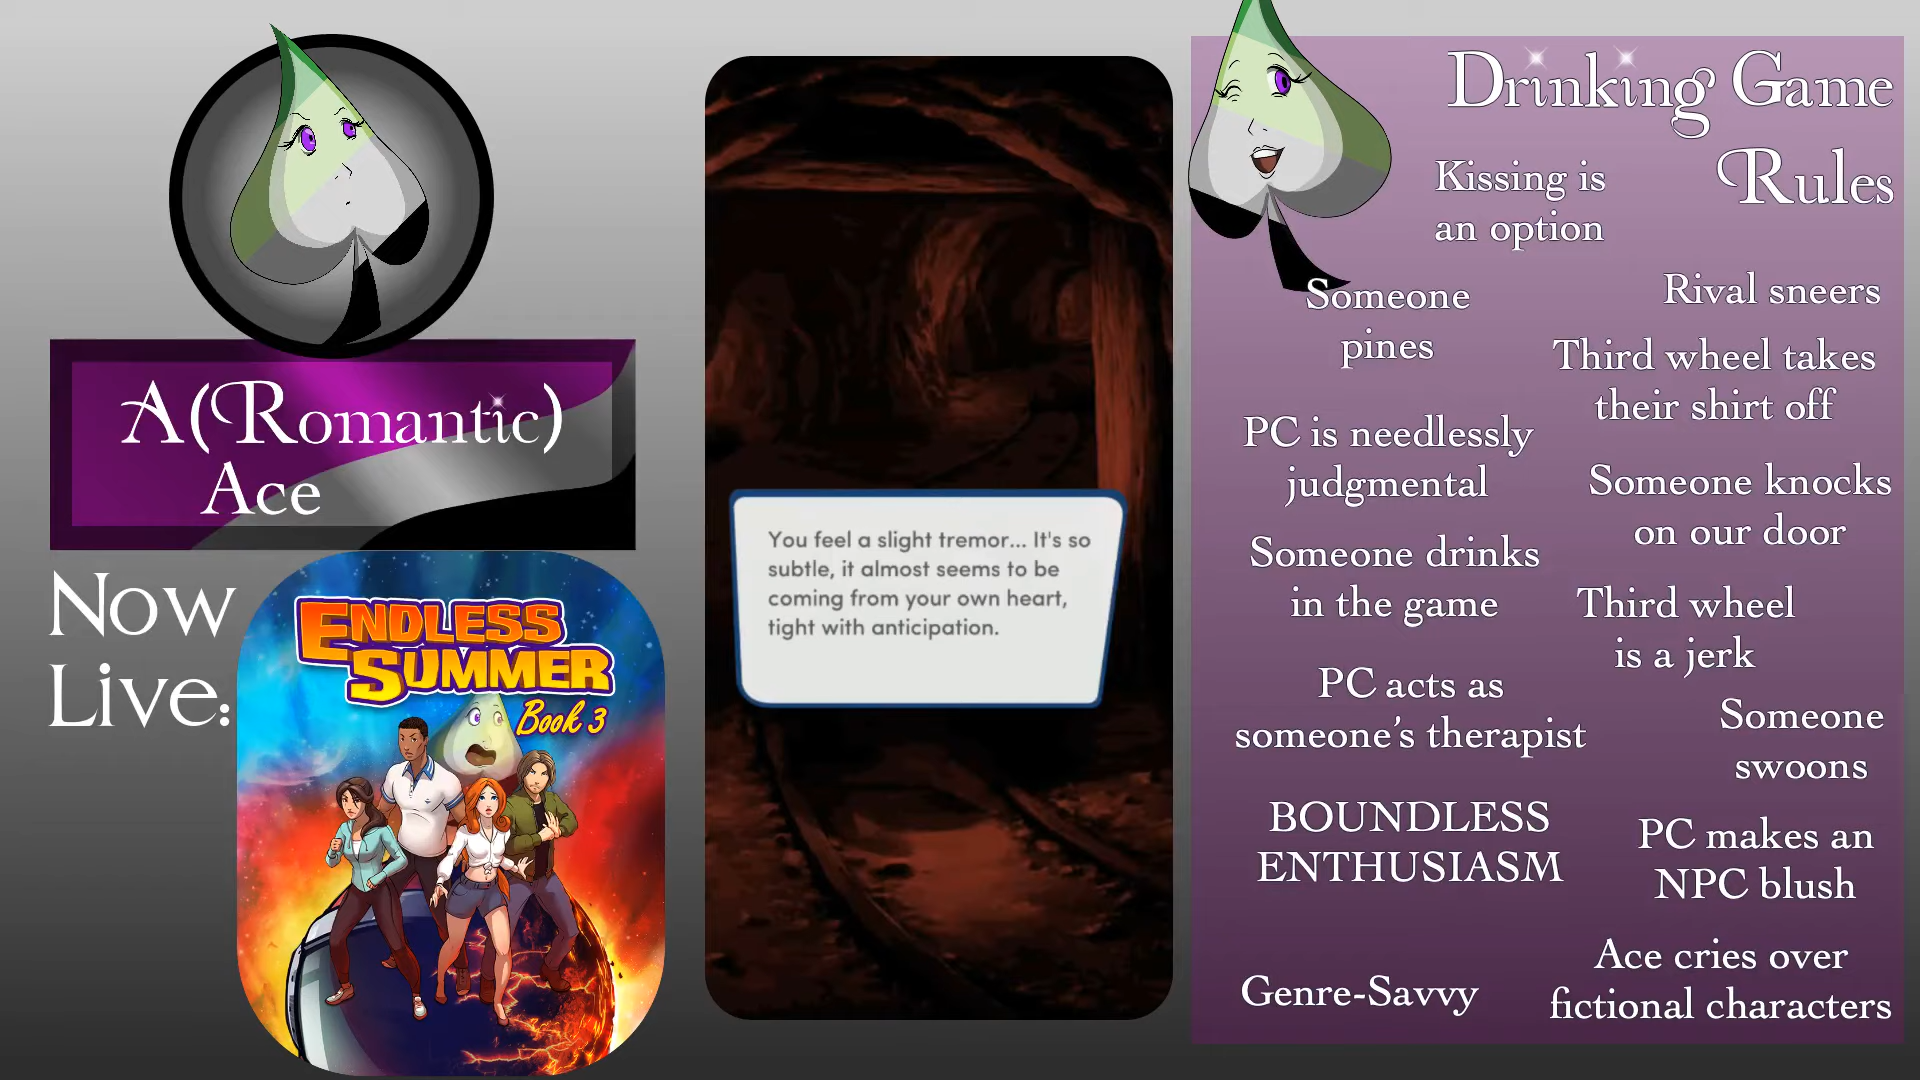 A(Romantic)
Ace
Now
Live:
ENDLESS
SUMMER
Book 3
You feel a slight tremor... It's so
subtle, it almost seems to be
coming from your own heart,
tight with anticipation.
Drinking Game
Rules
Kissing is
an option
Someone
pines
Rival sneers
Third wheel takes
their shirt off
PC is needlessly
judgmental
Someone knocks
on our door
Someone drinks
in the game
Third wheel
is a jerk
PC acts as
someone's therapist
Someone
swoons
BOUNDLESS
ENTHUSIASM
PC makes an
NPC blush
Genre-Savvy
Ace cries over
fictional characters